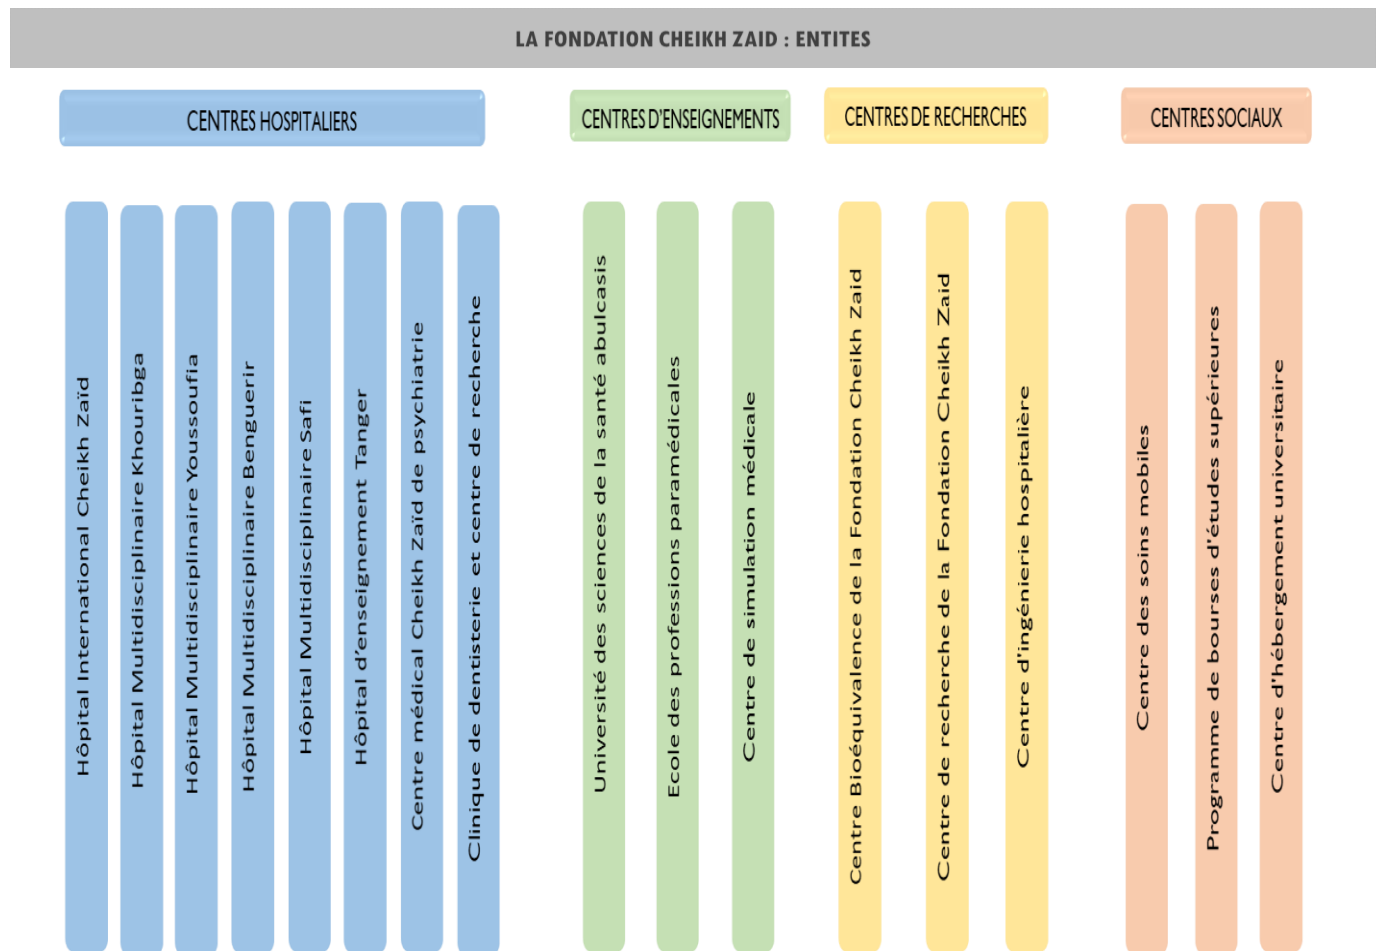 LA FONDATION CHEIKH ZAID : ENTITES
CENTRES HOSPITALIERS
Hôpital International Cheikh Zaïd
Hôpital Multidisciplinaire Khouribga
Hôpital Multidisciplinaire Youssoufia
Hôpital Multidisciplinaire Benguerir
Hôpital Multidisciplinaire Safi
Hôpital d'enseignement Tanger
Centre médical Cheikh Zaïd de psychiatrie
Clinique de dentisterie et centre de recherche
CENTRES D'ENSEIGNEMENTS
Université des sciences de la santé abulcasis
Ecole des professions paramédicales
Centre de simulation médicale
CENTRES DE RECHERCHES
Centre Bioéquivalence de la Fondation Cheikh Zaid
Centre de recherche de la Fondation Cheikh Zaid
Centre d'ingénierie hospitalière
CENTRES SOCIAUX
Centre des soins mobiles
Programme de bourses d'études supérieures
Centre d'hébergement universitaire